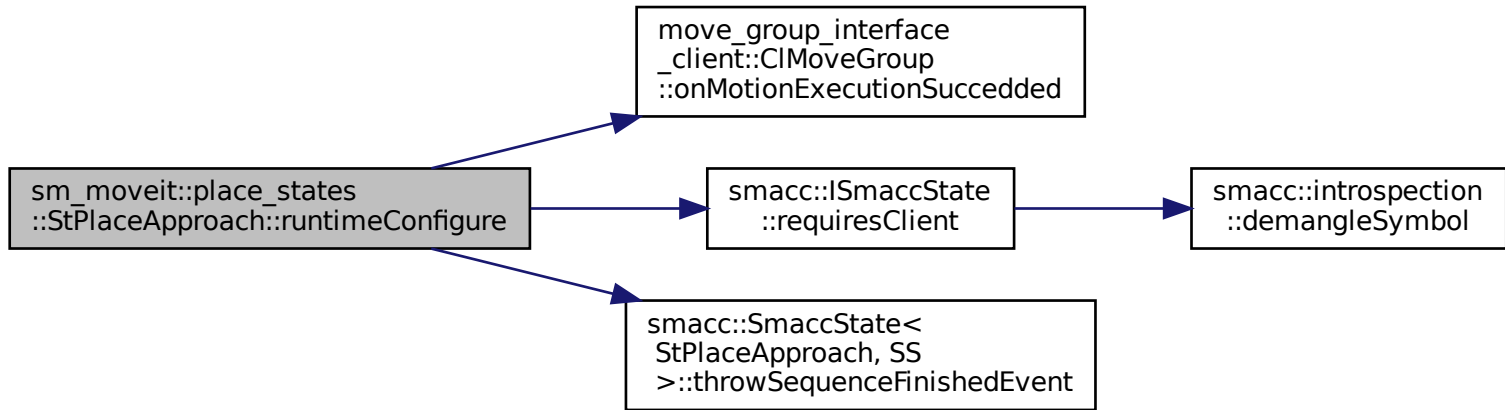 move_group_interface
_client::ClMoveGroup
::onMotionExecutionSuccedded
sm_moveit::place_states
::StPlaceApproach::runtimeConfigure
smacc::ISmaccState
::requiresClient
smacc::introspection
::demangleSymbol
smacc::SmaccState<
StPlaceApproach, SS
>::throwSequenceFinishedEvent